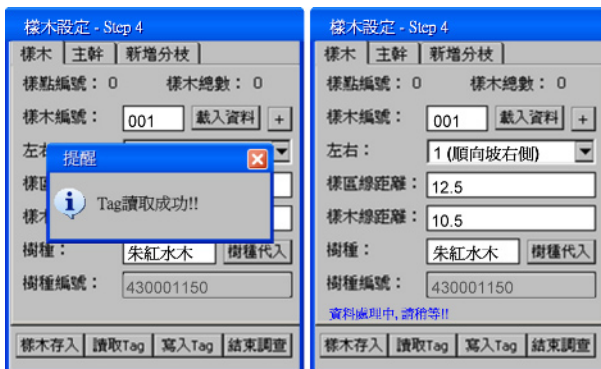 樣木設定 - Step 4
樣木 主幹 新增分枝
樣點編號: 0 樣木總數: 0
樣木編號: 001 載入資料 +
左右
提醒
樣區
Tag讀取成功!!
樣木
樹種: 朱紅水木 樹種代入
樹種編號: 430001150
樣木存入 讀取Tag 寫入Tag 結束調查
樣木設定 - Step 4
樣木 主幹 新增分枝
樣點編號: 0 樣木總數: 0
樣木編號: 001 載入資料 +
左右: 1 (順向坡右側)
樣區線距離: 12.5
樣木線距離: 10.5
樹種: 朱紅水木 樹種代入
樹種編號: 430001150
資料處理中, 請稍等!!
樣木存入 讀取Tag 寫入Tag 結束調查